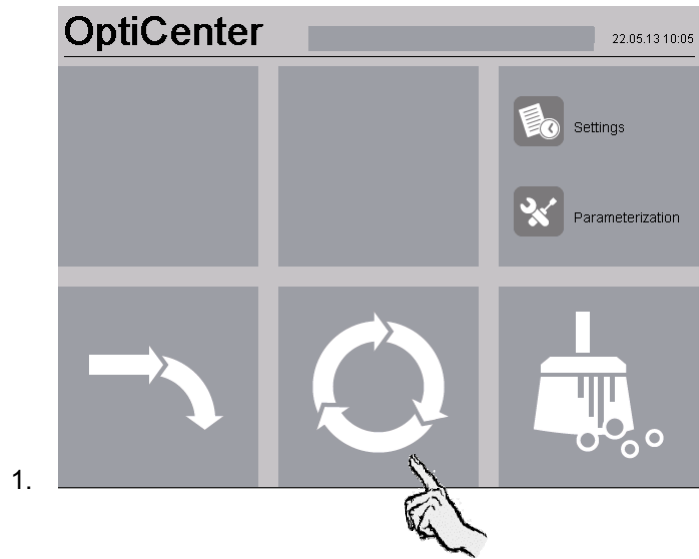 OptiCenter
22.05.13 10:05
Settings
Parameterization
1.